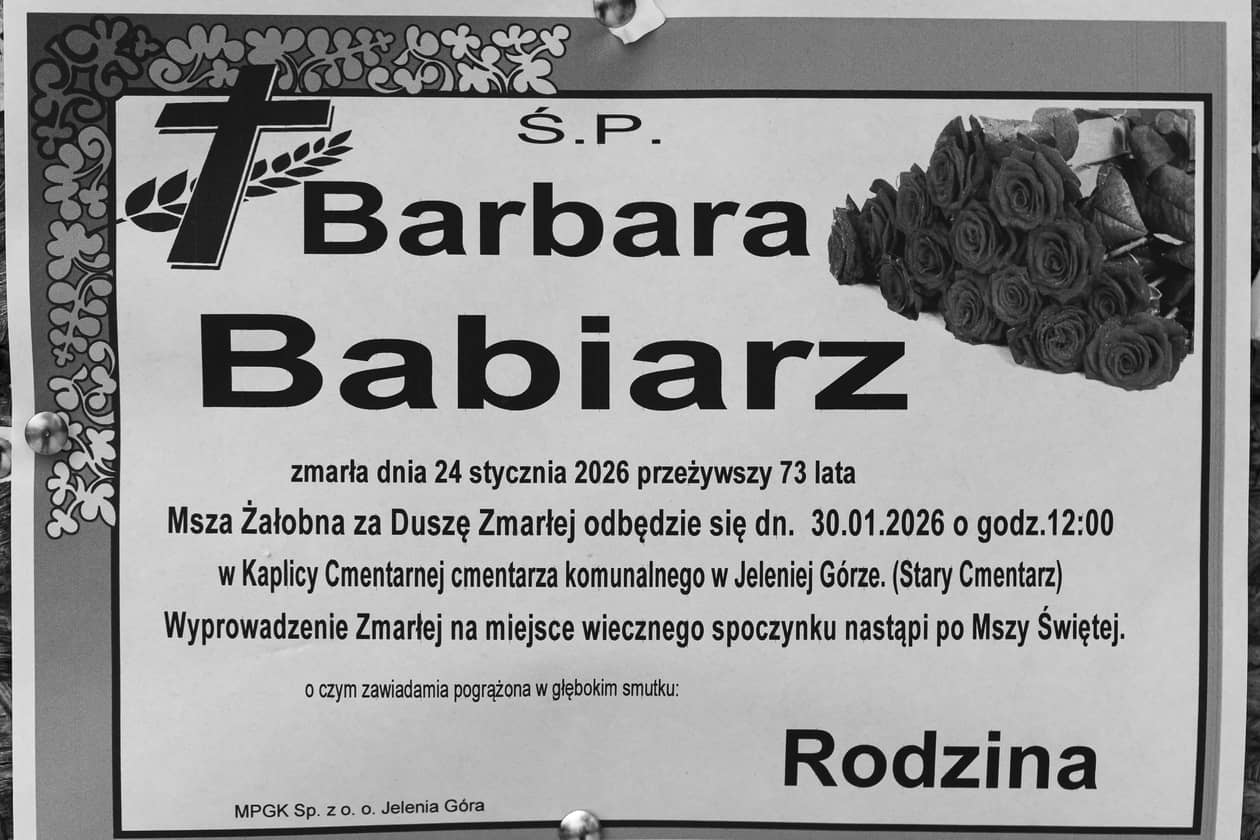 Ś.P.
Barbara
Babiarz
zmarła dnia 24 stycznia 2026 przeżywszy 73 lata
Msza Żałobna za Duszę Zmarłej odbędzie się dn. 30.01.2026 o godz.12:00
w Kaplicy Cmentarnej cmentarza komunalnego w Jeleniej Górze. (Stary Cmentarz)
Wyprowadzenie Zmarłej na miejsce wiecznego spoczynku nastąpi po Mszy Świętej.
o czym zawiadamia pogrążona w głębokim smutku:
Rodzina
MPGK Sp. z o. o. Jelenia Góra